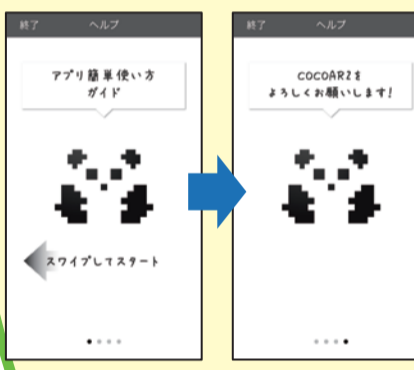 終了 ヘルプ
アプリ簡単使い方
ガイド
スワイプしてスタート
終了 ヘルプ
COCOAR2を
よろしくお願いします!